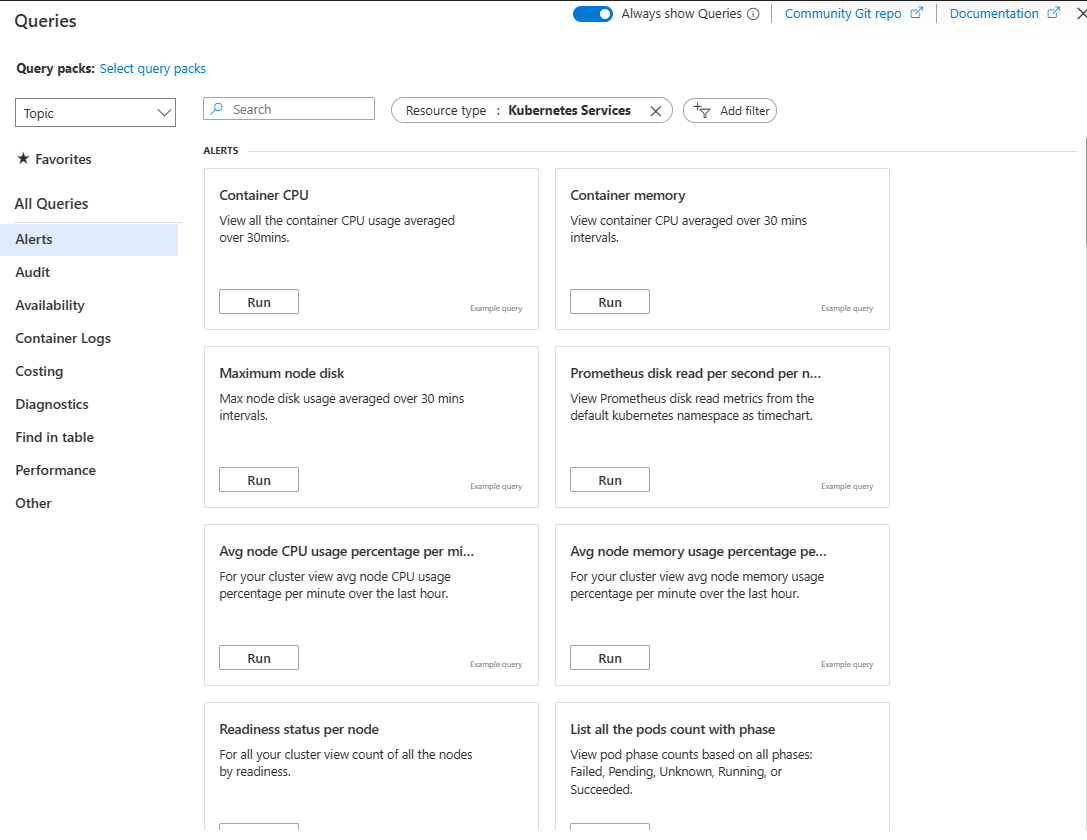 Queries
Always show Queries
Community Git repo
Documentation
Query packs: Select query packs
Topic
Search
Resource type : Kubernetes Services
Add filter
★ Favorites
All Queries
Alerts
Audit
Availability
Container Logs
Costing
Diagnostics
Find in table
Performance
Other
ALERTS
Container CPU
View all the container CPU usage averaged
over 30mins.
Run
Example query
Container memory
View container CPU averaged over 30 mins
intervals.
Run
Example query
Maximum node disk
Max node disk usage averaged over 30 mins
intervals.
Run
Example query
Prometheus disk read per second per n...
View Prometheus disk read metrics from the
default kubernetes namespace as timechart.
Run
Example query
Avg node CPU usage percentage per mi...
For your cluster view avg node CPU usage
percentage per minute over the last hour.
Run
Example query
Avg node memory usage percentage pe...
For your cluster view avg node memory usage
percentage per minute over the last hour.
Run
Example query
Readiness status per node
For all your cluster view count of all the nodes
by readiness.
List all the pods count with phase
View pod phase counts based on all phases:
Failed, Pending, Unknown, Running, or
Succeeded.